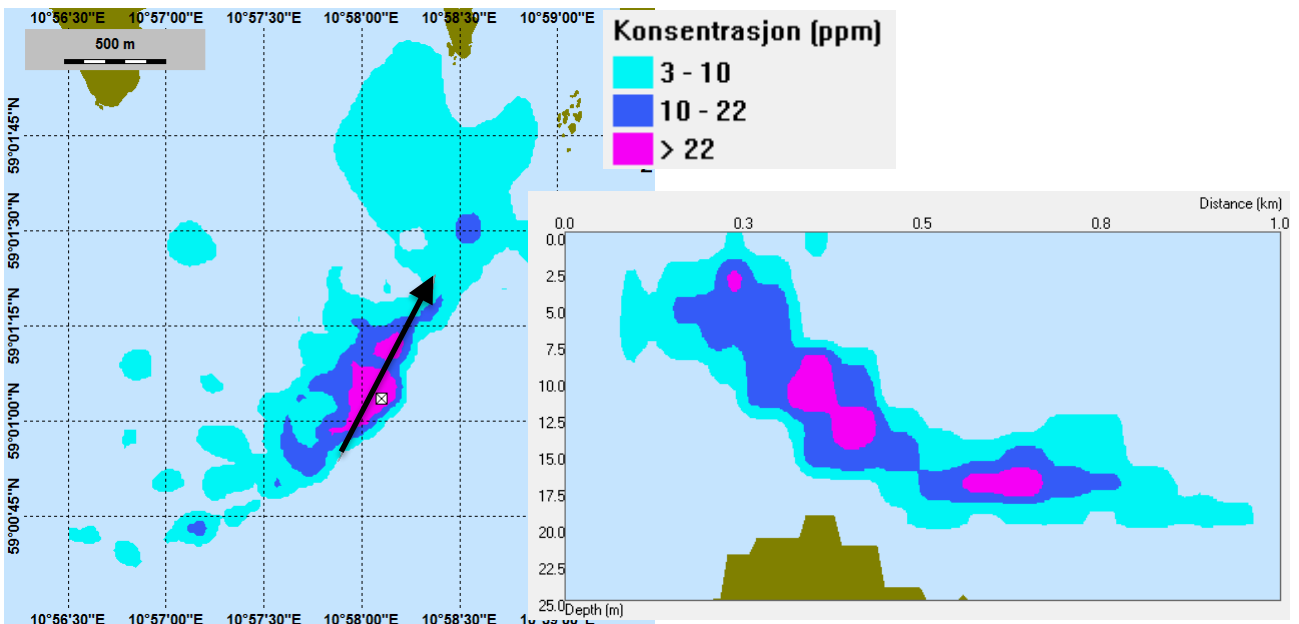 10°56'30"E 10°57'00"E 10°57'30"E 10°58'00"E 10°58'30"E 10°59'00"E
500 m
59°01'45"N
59°01'30"N
59°01'15"N
59°01'00"N
59°00'45"N
10°56'30"E 10°57'00"E 10°57'30"E 10°58'00"E 10°58'30"E
Konsentrasjon (ppm)
3 - 10
10 - 22
> 22
Distance (km)
0.0 0.3 0.5 0.8 1.0
0.0
2.5
5.0
7.5
10.0
12.5
15.0
17.5
20.0
22.5
25.0
Depth (m)